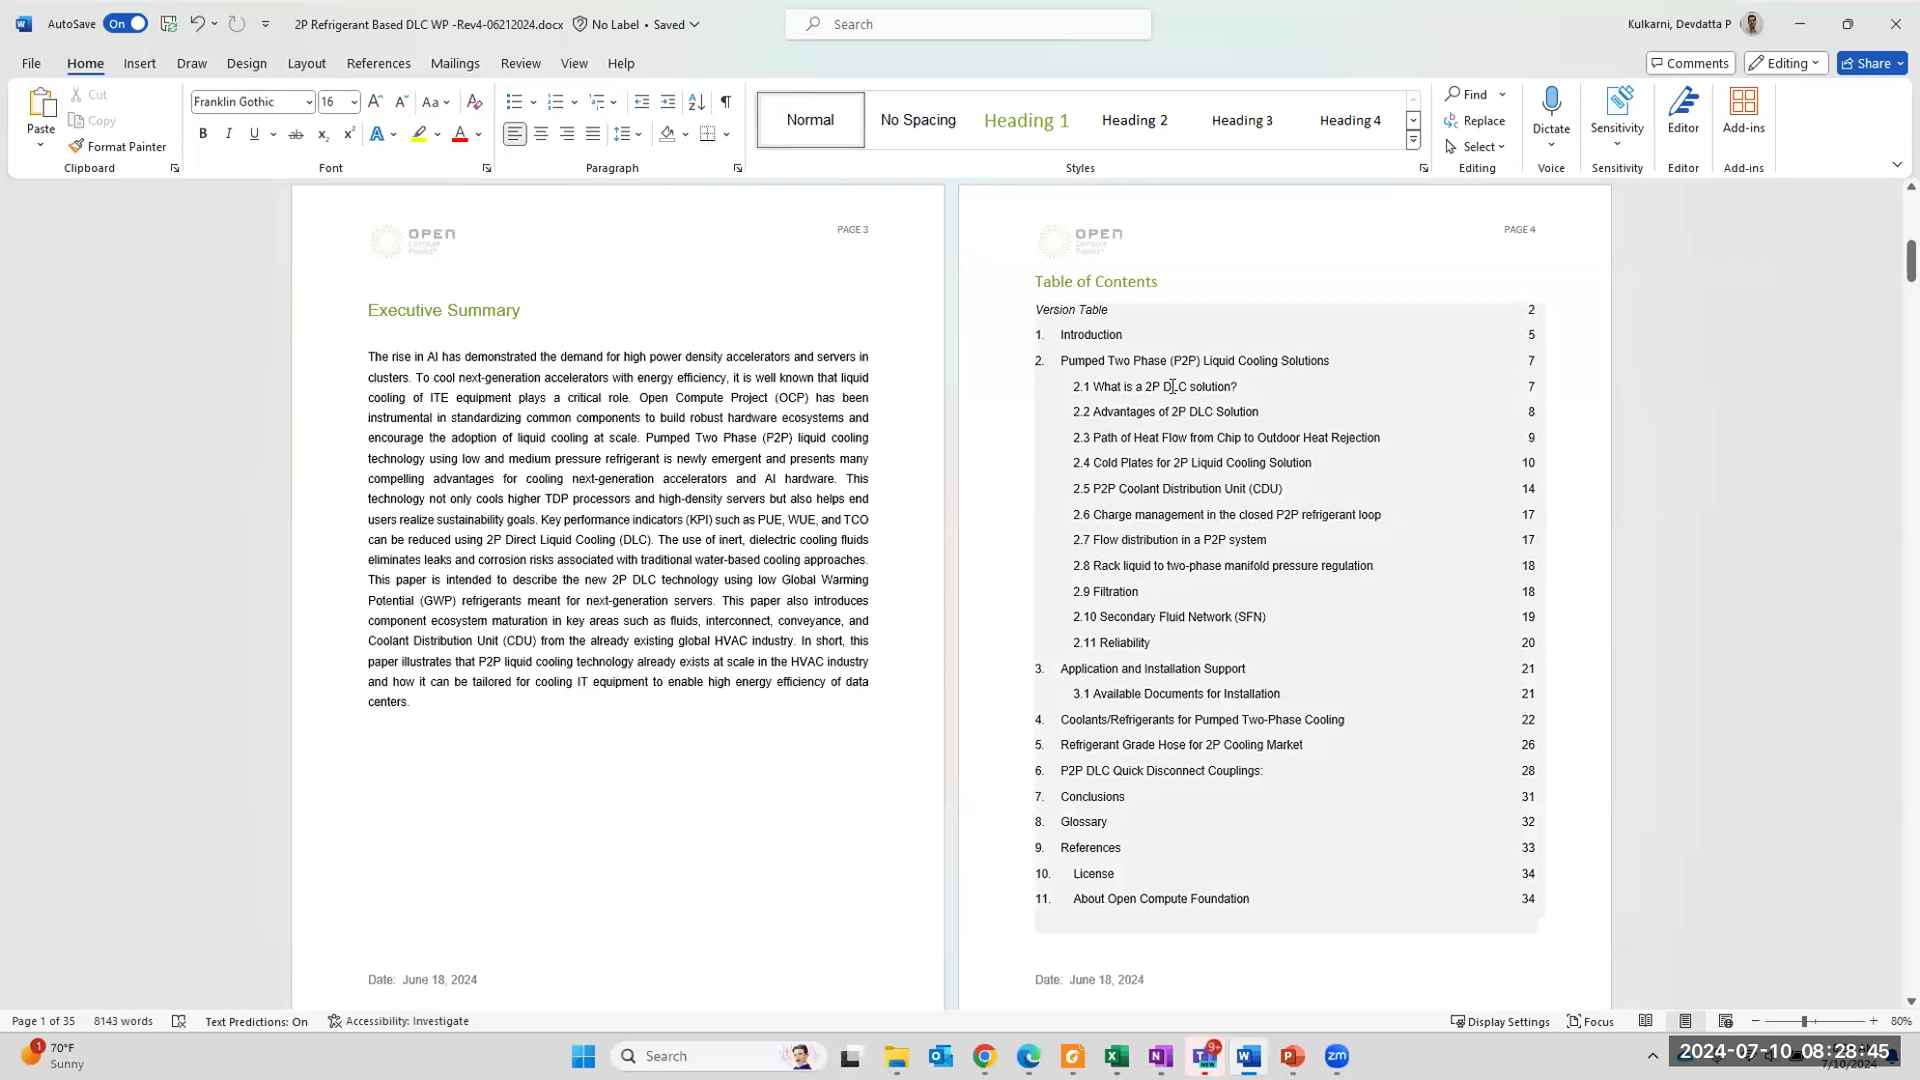 AutoSave On 2P Refrigerant Based DLC WP -Rev4-06212024.docx No Label • Saved Search Kulkarni, Devdatta P
File Home Insert Draw Design Layout References Mailings Review View Help Comments Editing Share
Paste
Cut
Copy
Format Painter
Clipboard
Franklin Gothic 16
Font
Paragraph
Normal No Spacing Heading 1 Heading 2 Heading 3 Heading 4
Styles
Find
Replace
Select
Editing
Dictate
Voice
Sensitivity
Sensitivity
Editor
Editor
Add-ins
Add-ins
OPEN
Compute
Project
PAGE 3
Executive Summary
The rise in AI has demonstrated the demand for high power density accelerators and servers in
clusters. To cool next-generation accelerators with energy efficiency, it is well known that liquid
cooling of ITE equipment plays a critical role. Open Compute Project (OCP) has been
instrumental in standardizing common components to build robust hardware ecosystems and
encourage the adoption of liquid cooling at scale. Pumped Two Phase (P2P) liquid cooling
technology using low and medium pressure refrigerant is newly emergent and presents many
compelling advantages for cooling next-generation accelerators and AI hardware. This
technology not only cools higher TDP processors and high-density servers but also helps end
users realize sustainability goals. Key performance indicators (KPI) such as PUE, WUE, and TCO
can be reduced using 2P Direct Liquid Cooling (DLC). The use of inert, dielectric cooling fluids
eliminates leaks and corrosion risks associated with traditional water-based cooling approaches.
This paper is intended to describe the new 2P DLC technology using low Global Warming
Potential (GWP) refrigerants meant for next-generation servers. This paper also introduces
component ecosystem maturation in key areas such as fluids, interconnect, conveyance, and
Coolant Distribution Unit (CDU) from the already existing global HVAC industry. In short, this
paper illustrates that P2P liquid cooling technology already exists at scale in the HVAC industry
and how it can be tailored for cooling IT equipment to enable high energy efficiency of data
centers.
Date: June 18, 2024
OPEN
Compute
Project
PAGE 4
Table of Contents
Version Table 2
1. Introduction 5
2. Pumped Two Phase (P2P) Liquid Cooling Solutions 7
2.1 What is a 2P DLC solution? 7
2.2 Advantages of 2P DLC Solution 8
2.3 Path of Heat Flow from Chip to Outdoor Heat Rejection 9
2.4 Cold Plates for 2P Liquid Cooling Solution 10
2.5 P2P Coolant Distribution Unit (CDU) 14
2.6 Charge management in the closed P2P refrigerant loop 17
2.7 Flow distribution in a P2P system 17
2.8 Rack liquid to two-phase manifold pressure regulation 18
2.9 Filtration 18
2.10 Secondary Fluid Network (SFN) 19
2.11 Reliability 20
3. Application and Installation Support 21
3.1 Available Documents for Installation 21
4. Coolants/Refrigerants for Pumped Two-Phase Cooling 22
5. Refrigerant Grade Hose for 2P Cooling Market 26
6. P2P DLC Quick Disconnect Couplings: 28
7. Conclusions 31
8. Glossary 32
9. References 33
10. License 34
11. About Open Compute Foundation 34
Date: June 18, 2024
Page 1 of 35 8143 words Text Predictions: On Accessibility: Investigate Display Settings Focus 80%
1 70°F
Sunny
Search
9+
NEW
zm
2024-07-10 08:28:45